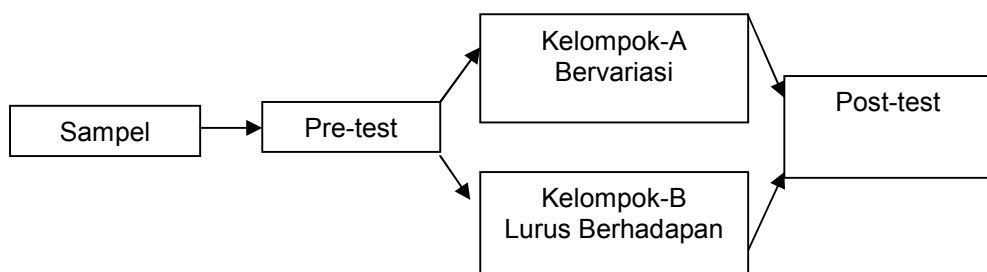 Sampel
Pre-test
Kelompok-A
Bervariasi
Kelompok-B
Lurus Berhadapan
Post-test